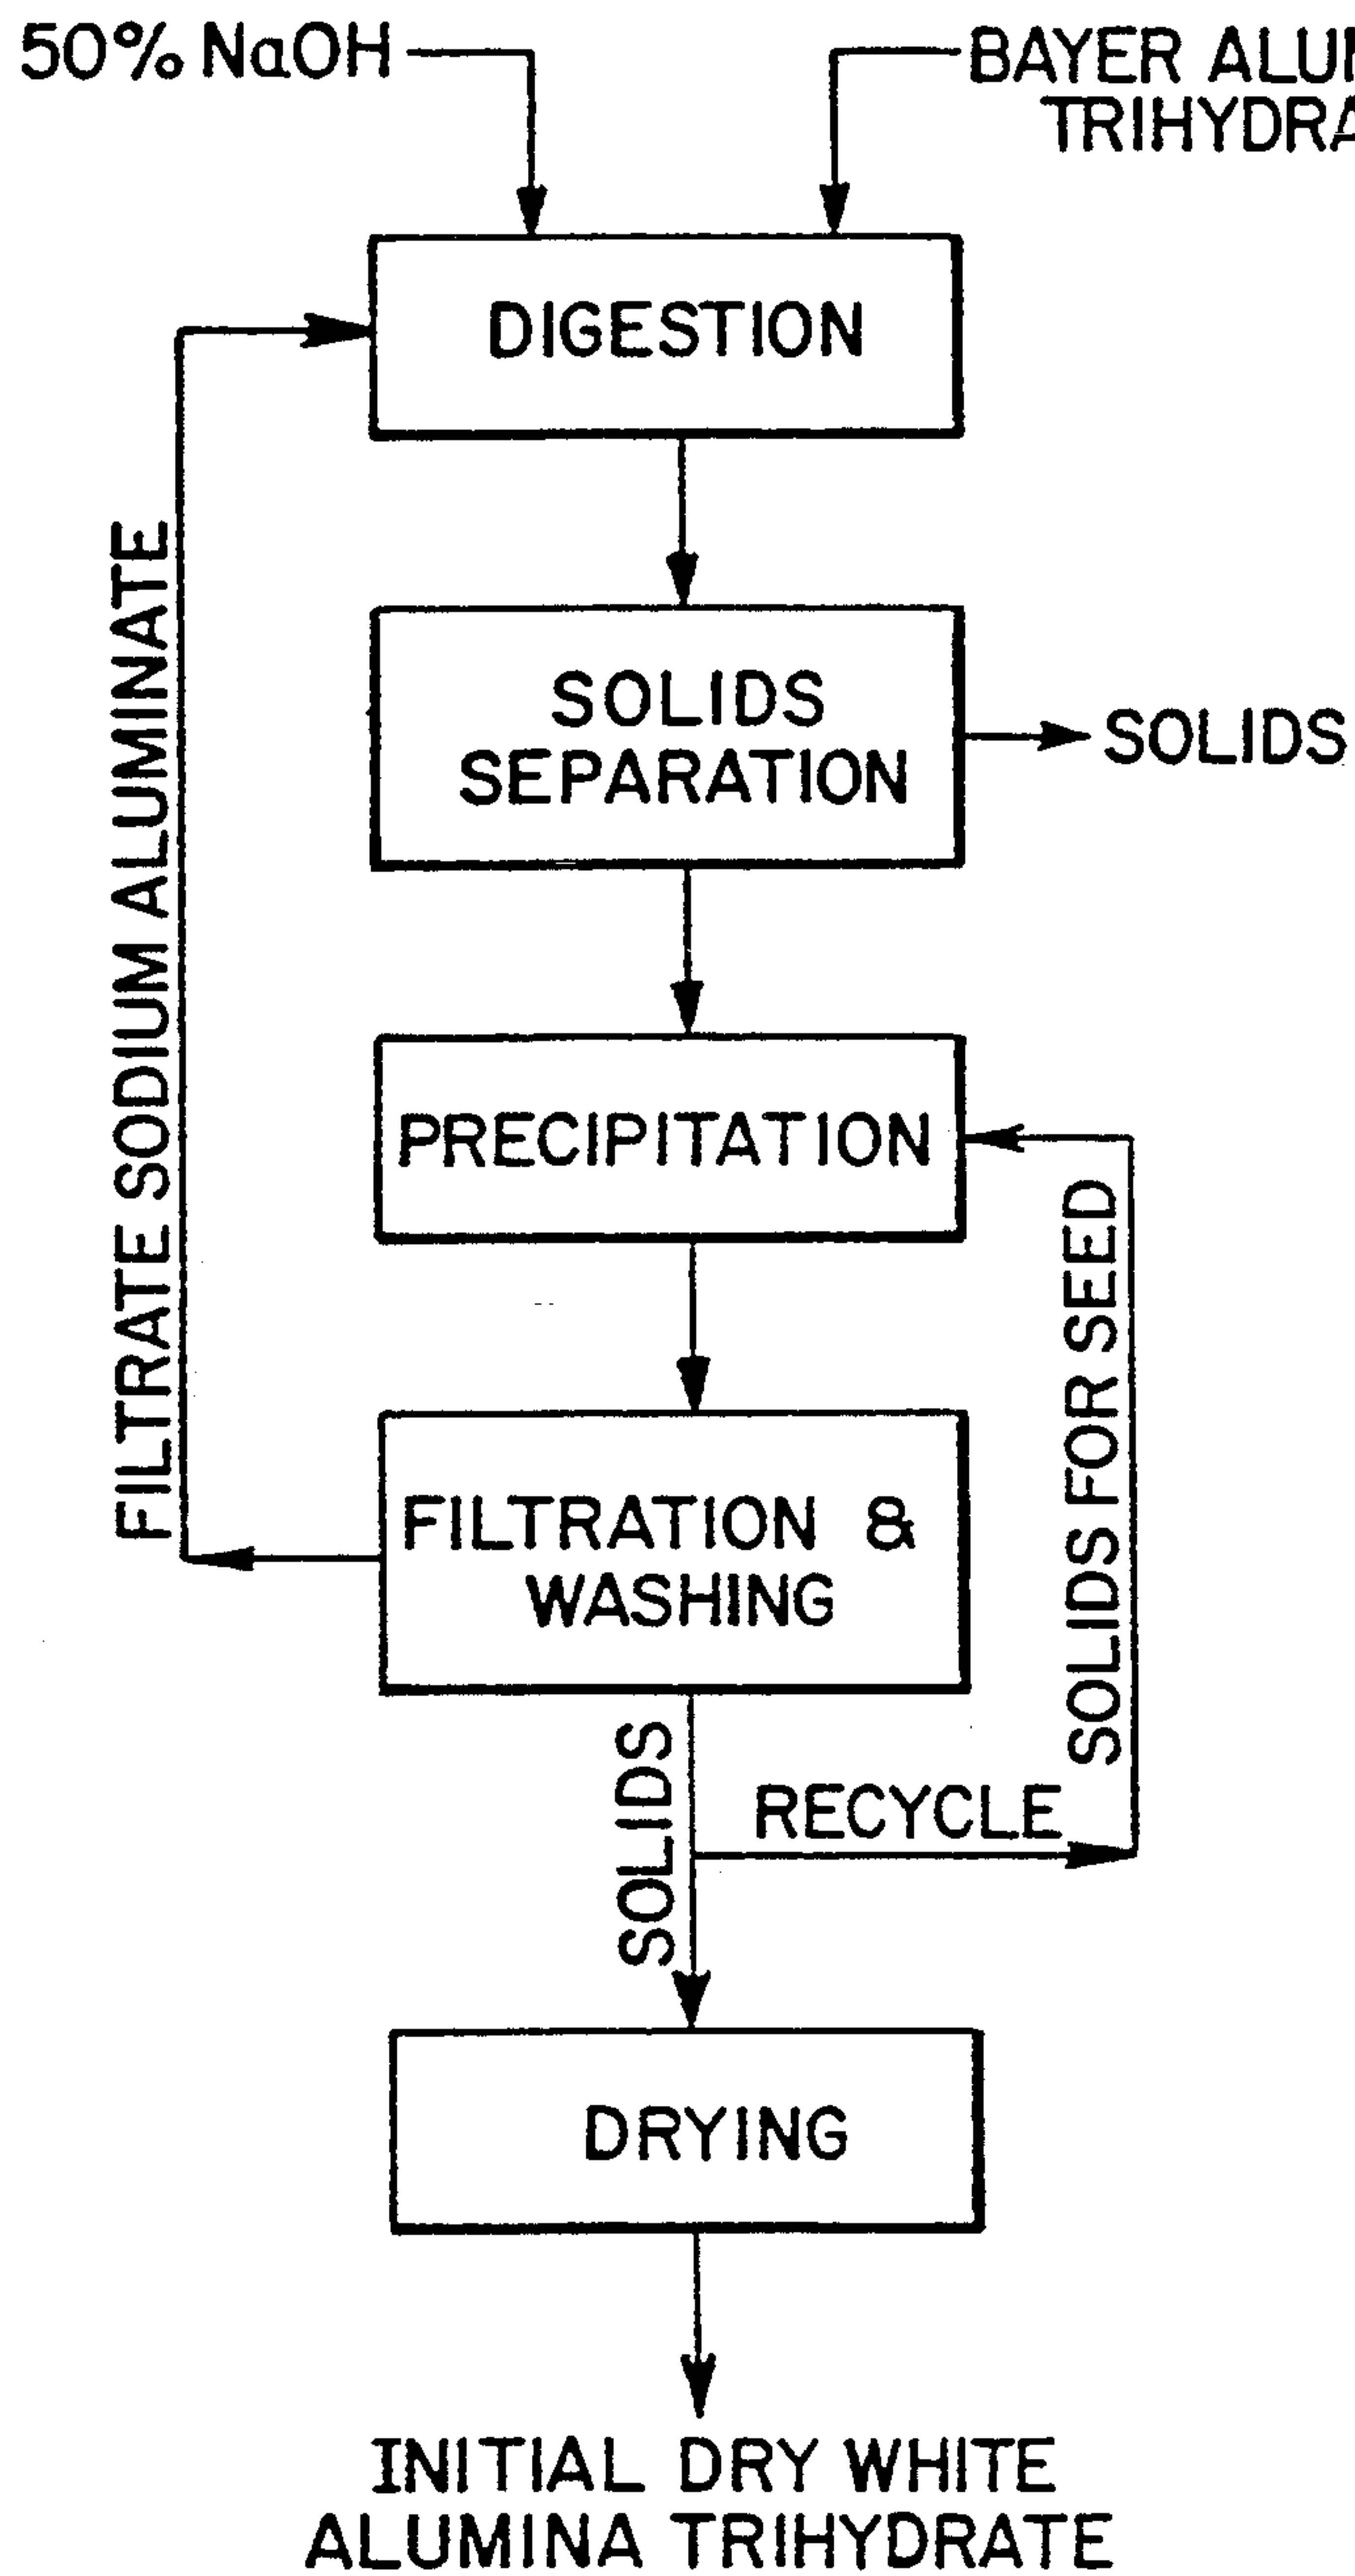 50% NaOH
BAYER
DIGESTION
FILTRATE SODIUM ALUMINATE
SOLIDS
SEPARATION
SOLIDS
PRECIPITATION
SOLIDS FOR SEED
FILTRATION &
WASHING
SOLIDS
RECYCLE
DRYING
INITIAL DRY WHITE
ALUMINA TRIHYDRATE